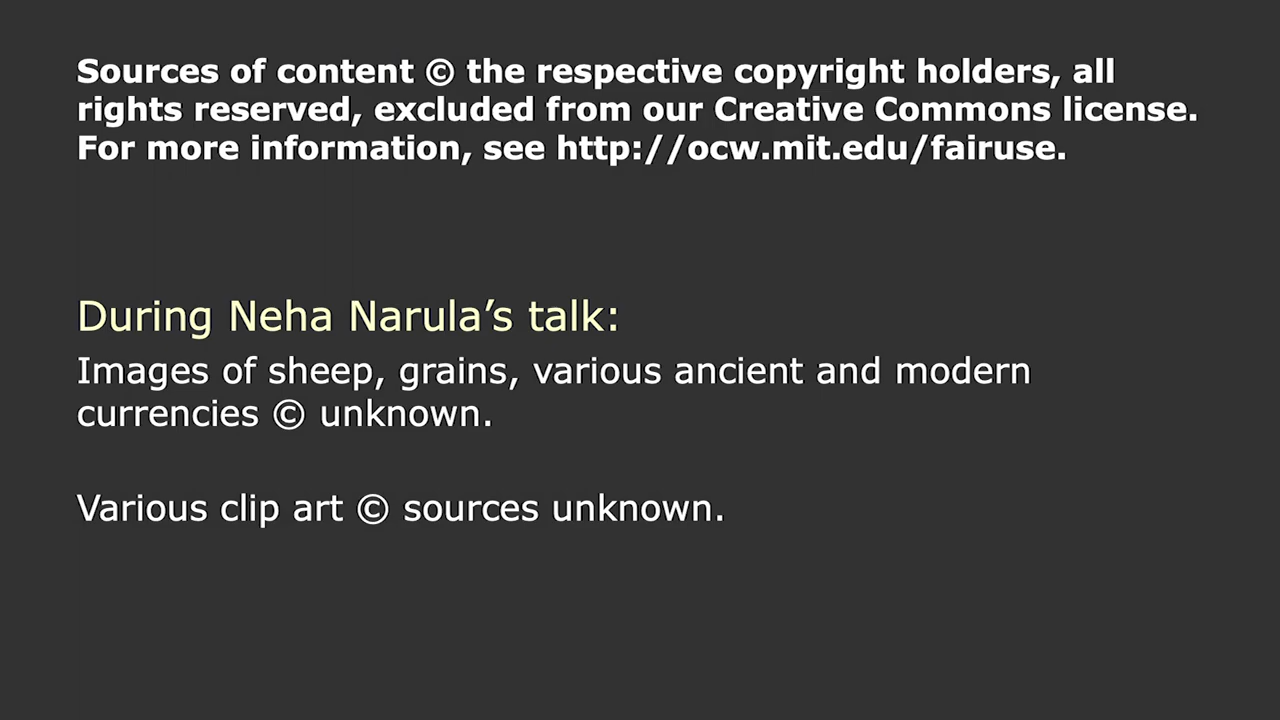 Sources of content © the respective copyright holders, all
rights reserved, excluded from our Creative Commons license.
For more information, see http://ocw.mit.edu/fairuse.
During Neha Narula’s talk:
Images of sheep, grains, various ancient and modern
currencies © unknown.
Various clip art © sources unknown.